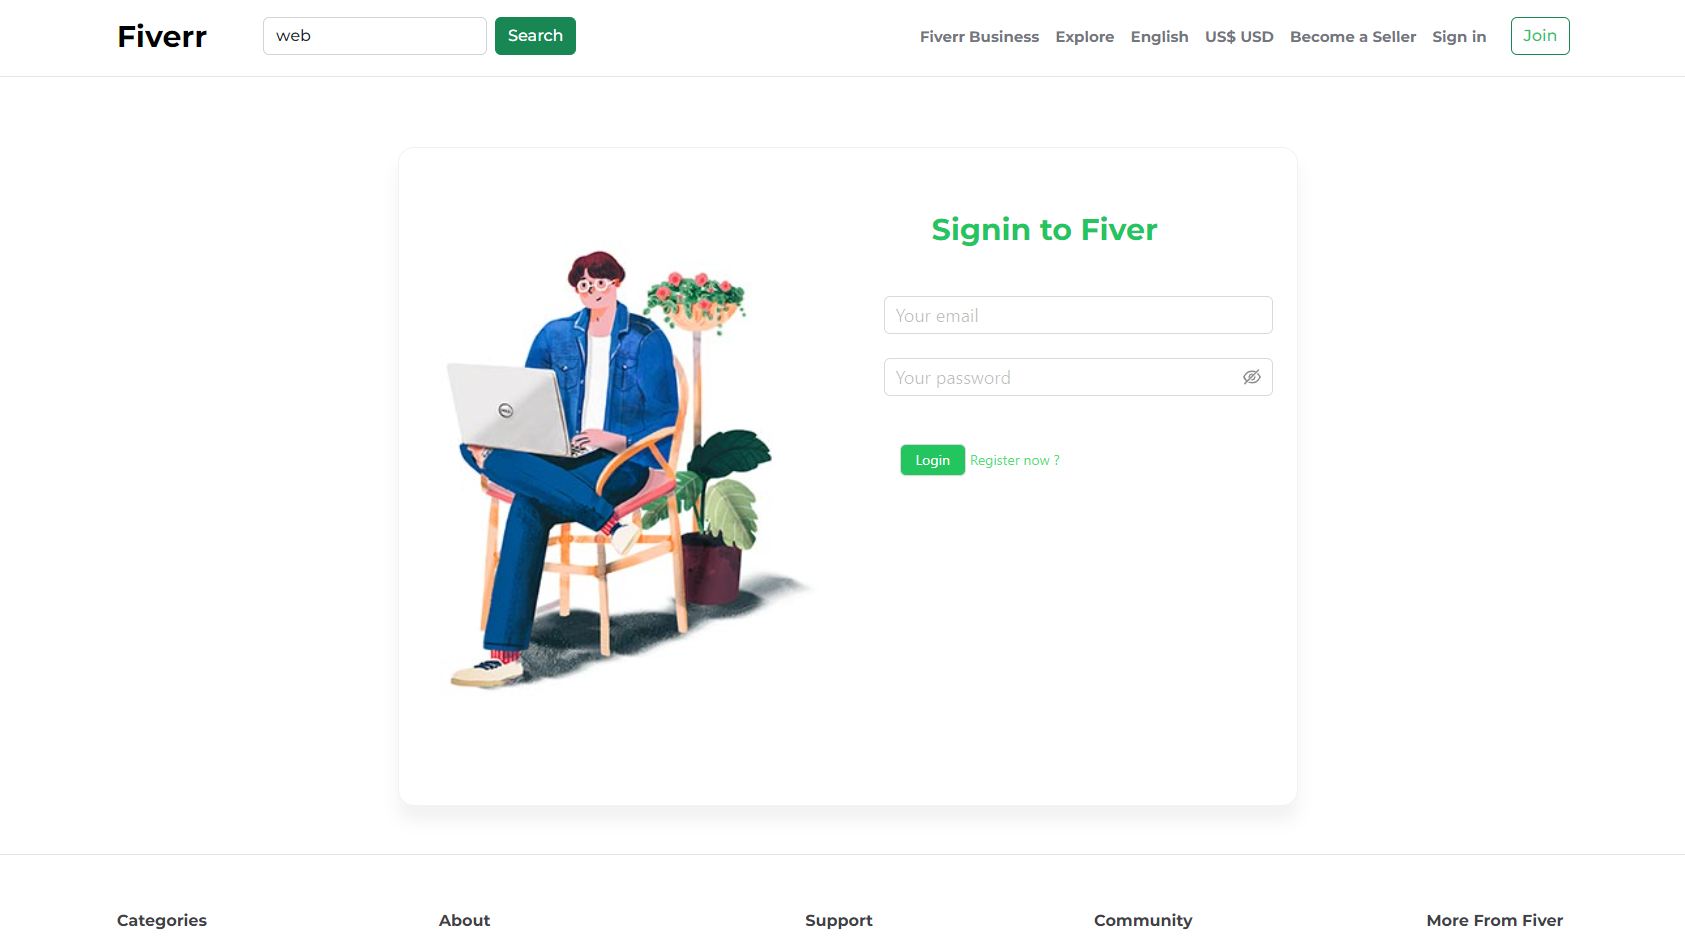 Fiverr web Search Fiverr Business Explore English US$ USD Become a Seller Sign in Join
Signin to Fiver
Your email
Your password
Login Register now ?
DELL
Categories About Support Community More From Fiver